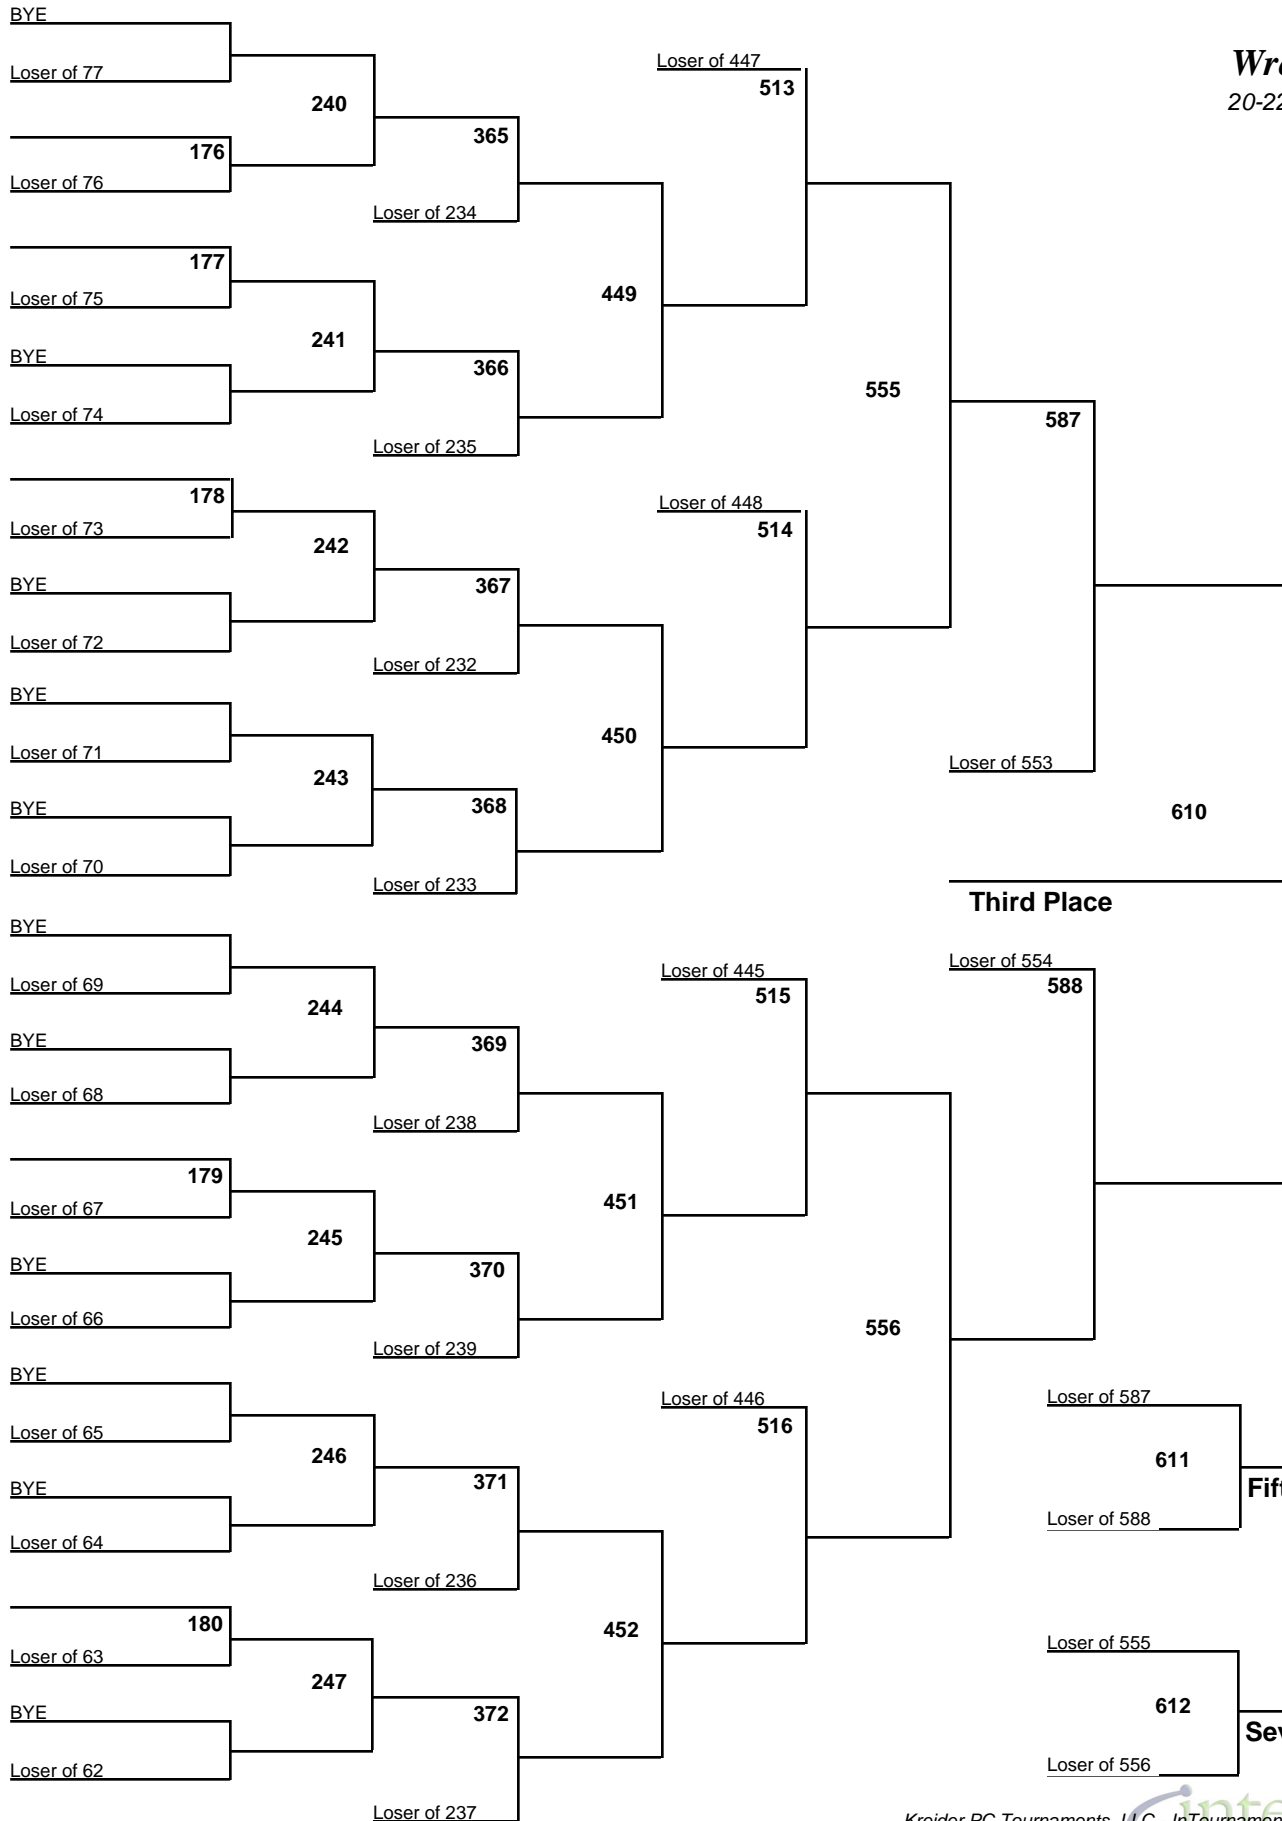 BYE
Loser of 77
240
176
Loser of 76
365
Loser of 234
177
Loser of 75
241
BYE
Loser of 74
366
Loser of 235
449
Loser of 447
513
178
Loser of 73
242
BYE
Loser of 72
367
Loser of 232
BYE
Loser of 71
243
BYE
Loser of 70
368
Loser of 233
450
Loser of 448
514
555
587
Loser of 553
610
Third Place
BYE
Loser of 69
244
BYE
Loser of 68
369
Loser of 238
179
Loser of 67
245
BYE
Loser of 66
370
Loser of 239
451
Loser of 445
515
Loser of 554
588
BYE
Loser of 65
246
BYE
Loser of 64
371
Loser of 236
180
Loser of 63
247
BYE
Loser of 62
372
Loser of 237
452
Loser of 446
516
556
Loser of 587
611
Loser of 588
Loser of 555
612
Loser of 556
20-22
Kreider PC Tournaments, LLC